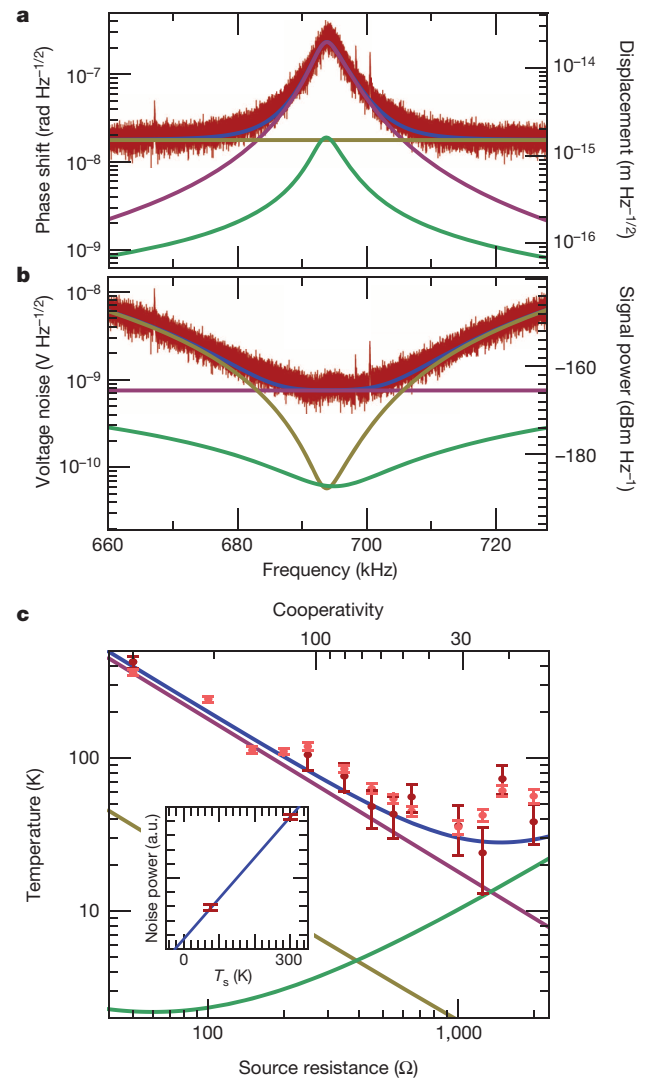 a
10⁻⁷
10⁻⁸
10⁻⁹
Phase shift (rad Hz⁻¹/²)
10⁻¹⁴
10⁻¹⁵
10⁻¹⁶
Displacement (m Hz⁻¹/²)
b
10⁻⁸
10⁻⁹
10⁻¹⁰
Voltage noise (V Hz⁻¹/²)
−160
−180
Signal power (dBm Hz⁻¹)
660 680 700 720
Frequency (kHz)
c
Cooperativity
100 30
100
10
Temperature (K)
Noise power (a.u.)
0 300
Tₛ (K)
100 1,000
Source resistance (Ω)